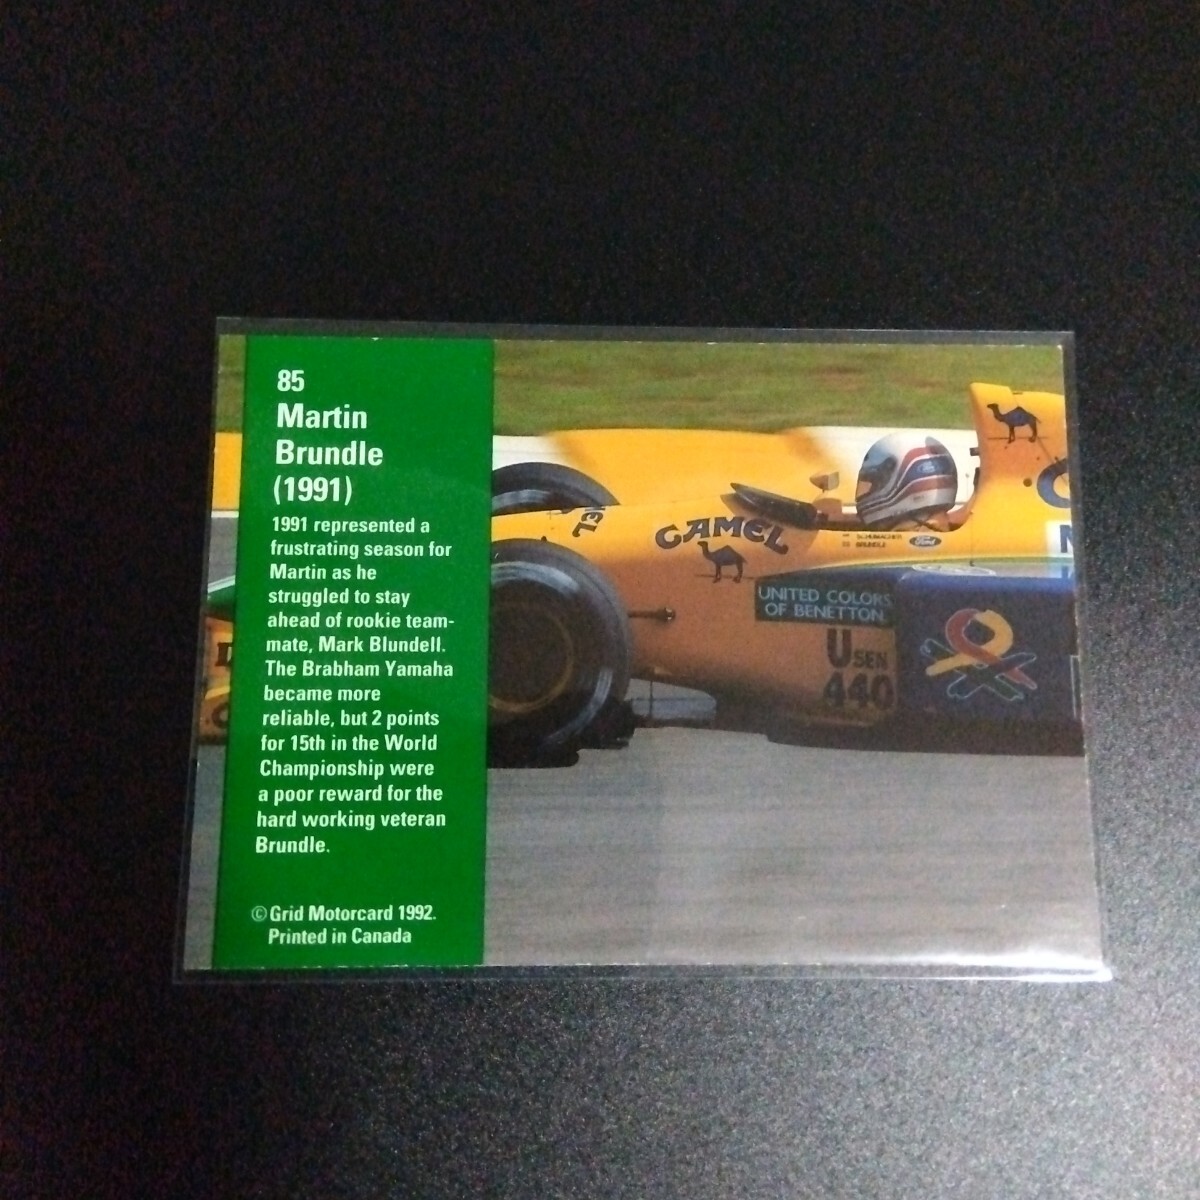 85
Martin
Brundle
(1991)
1991 represented a
frustrating season for
Martin as he
struggled to stay
ahead of rookie team-
mate, Mark Blundell.
The Brabham Yamaha
became more
reliable, but 2 points
for 15th in the World
Championship were
a poor reward for the
hard working veteran
Brundle.
© Grid Motorcard 1992.
Printed in Canada
CAMEL
SCHUMACHER
BRUNDLE
Ford
UNITED COLORS
OF BENETTON.
USEN
440